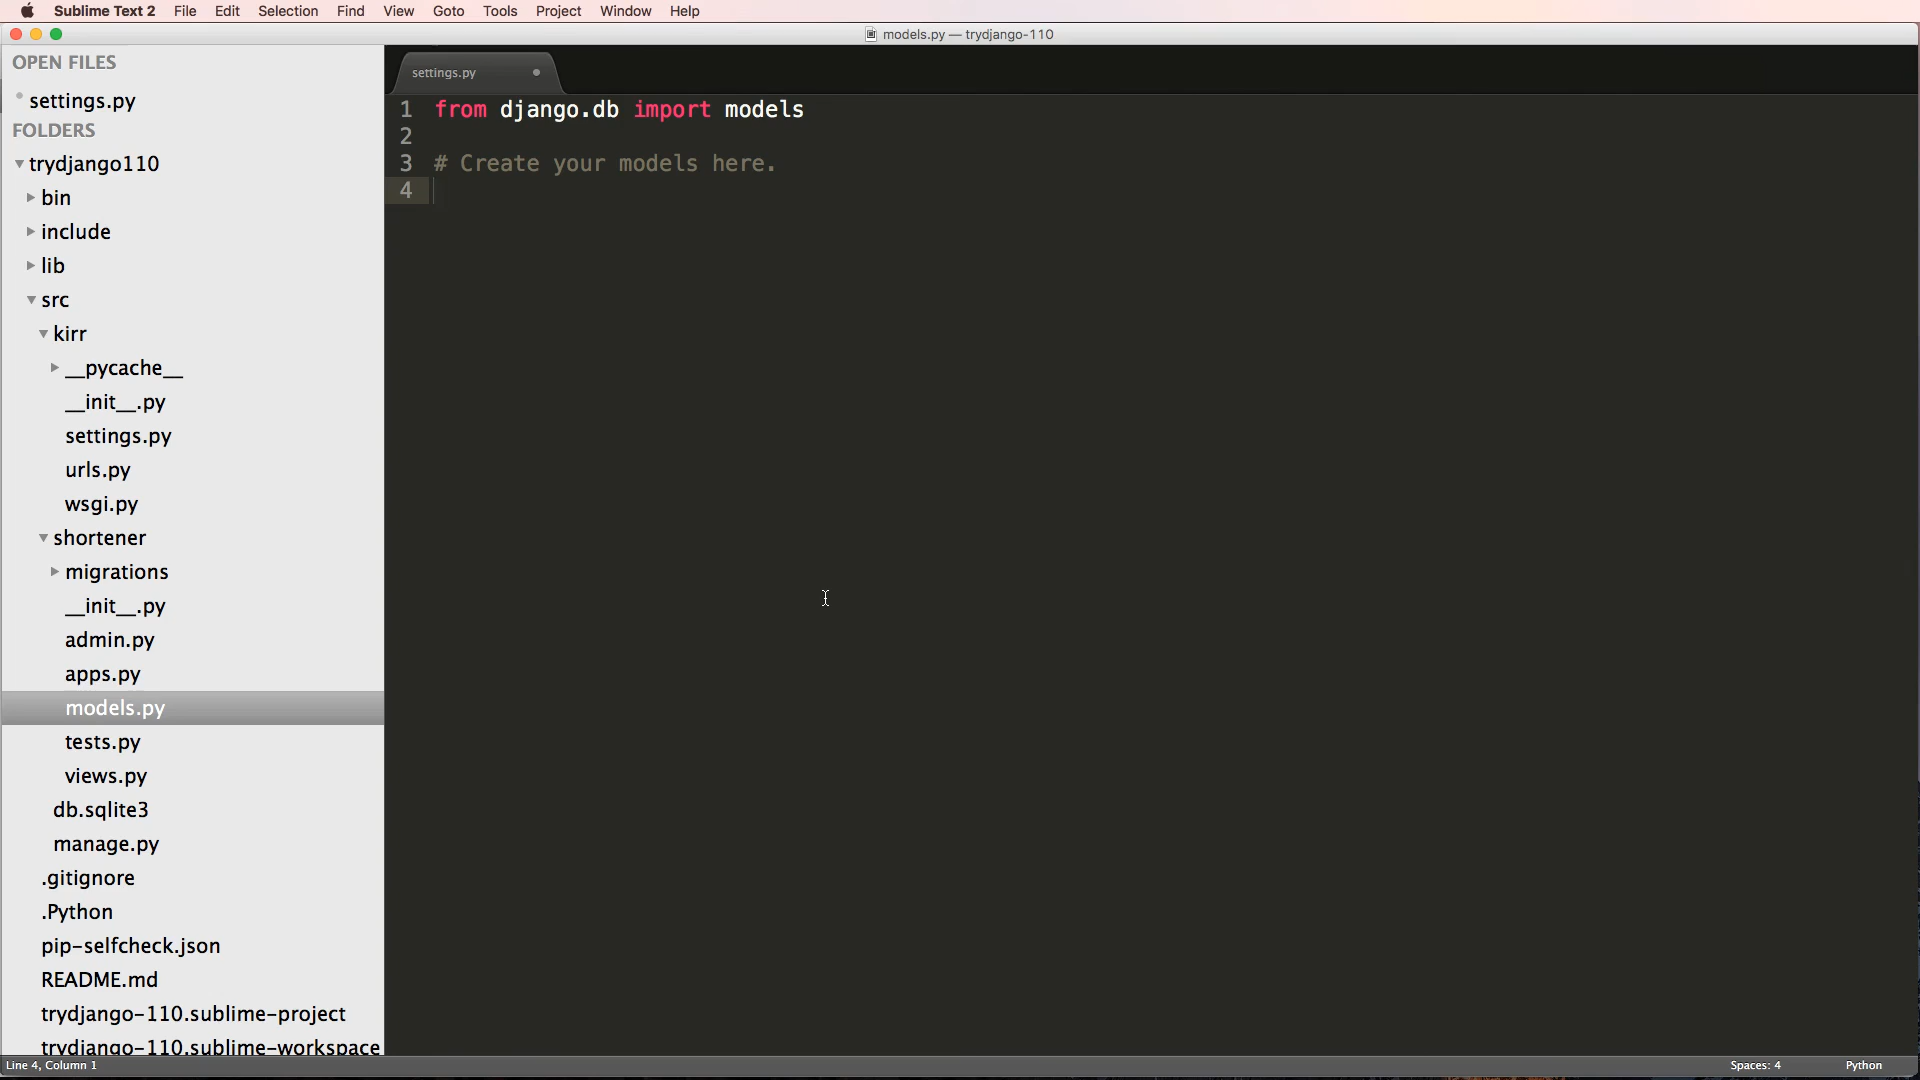 Sublime Text 2 File Edit Selection Find View Goto Tools Project Window Help
models.py — trydjango-110
OPEN FILES
settings.py
FOLDERS
trydjango110
bin
include
lib
src
kirr
__pycache__
__init__.py
settings.py
urls.py
wsgi.py
shortener
migrations
__init__.py
admin.py
apps.py
models.py
tests.py
views.py
db.sqlite3
manage.py
.gitignore
.Python
pip-selfcheck.json
README.md
trydjango-110.sublime-project
trydjango-110.sublime-workspace
settings.py
1 from django.db import models
2
3 # Create your models here.
4
Line 4, Column 1
Spaces: 4
Python